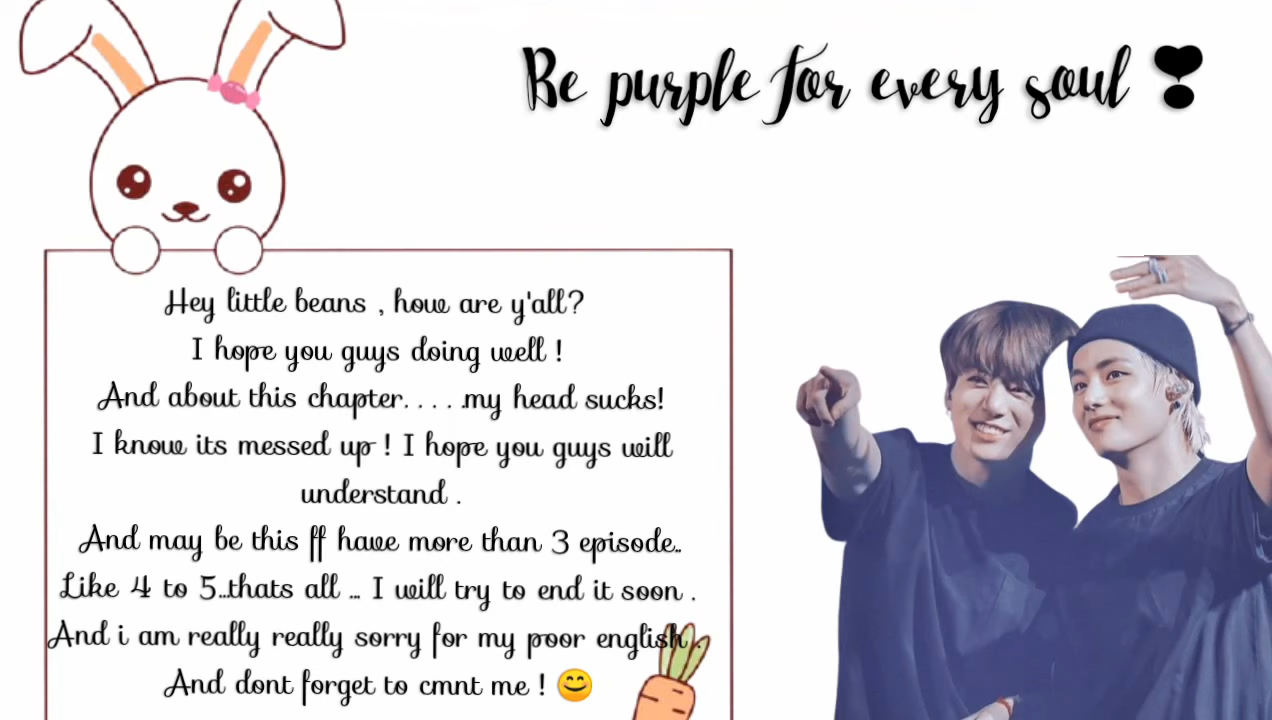 Be purple for every soul ❣
Hey little beans , how are y'all?
I hope you guys doing well !
And about this chapter. . . . .my head sucks!
I know its messed up ! I hope you guys will
understand .
And may be this ff have more than 3 episode..
Like 4 to 5...thats all ... I will try to end it soon .
And i am really really sorry for my poor english .
And dont forget to cmnt me ! 😊